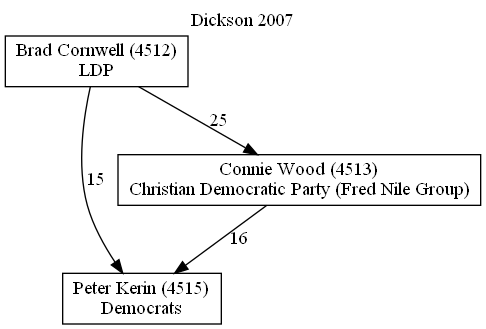 Dickson 2007
Brad Cornwell (4512)
LDP
25
Connie Wood (4513)
Christian Democratic Party (Fred Nile Group)
15
16
Peter Kerin (4515)
Democrats